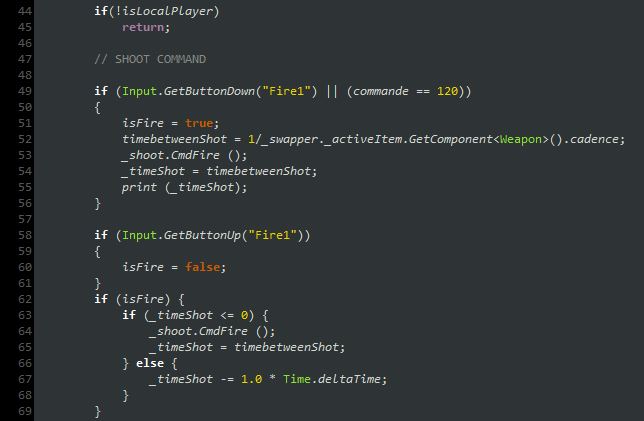 44 if(!isLocalPlayer)
45 return;
46
47 // SHOOT COMMAND
48
49 if (Input.GetButtonDown("Fire1") || (commande == 120))
50 {
51 isFire = true;
52 timebetweenShot = 1/_swapper._activeItem.GetComponent<Weapon>().cadence;
53 _shoot.CmdFire ();
54 _timeShot = timebetweenShot;
55 print (_timeShot);
56 }
57
58 if (Input.GetButtonUp("Fire1"))
59 {
60 isFire = false;
61 }
62 if (isFire) {
63 if (_timeShot <= 0) {
64 _shoot.CmdFire ();
65 _timeShot = timebetweenShot;
66 } else {
67 _timeShot -= 1.0 * Time.deltaTime;
68 }
69 }